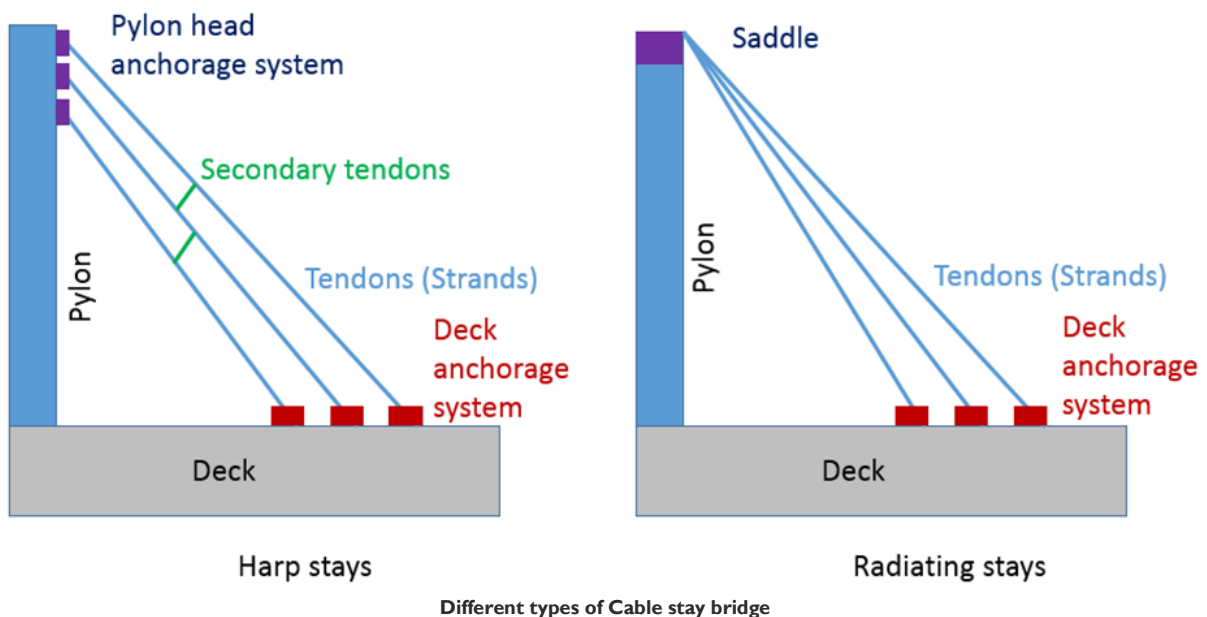 Pylon head
anchorage system
Secondary tendons
Pylon
Tendons (Strands)
Deck
anchorage
system
Deck
Harp stays
Saddle
Pylon
Tendons (Strands)
Deck
anchorage
system
Deck
Radiating stays
Different types of Cable stay bridge